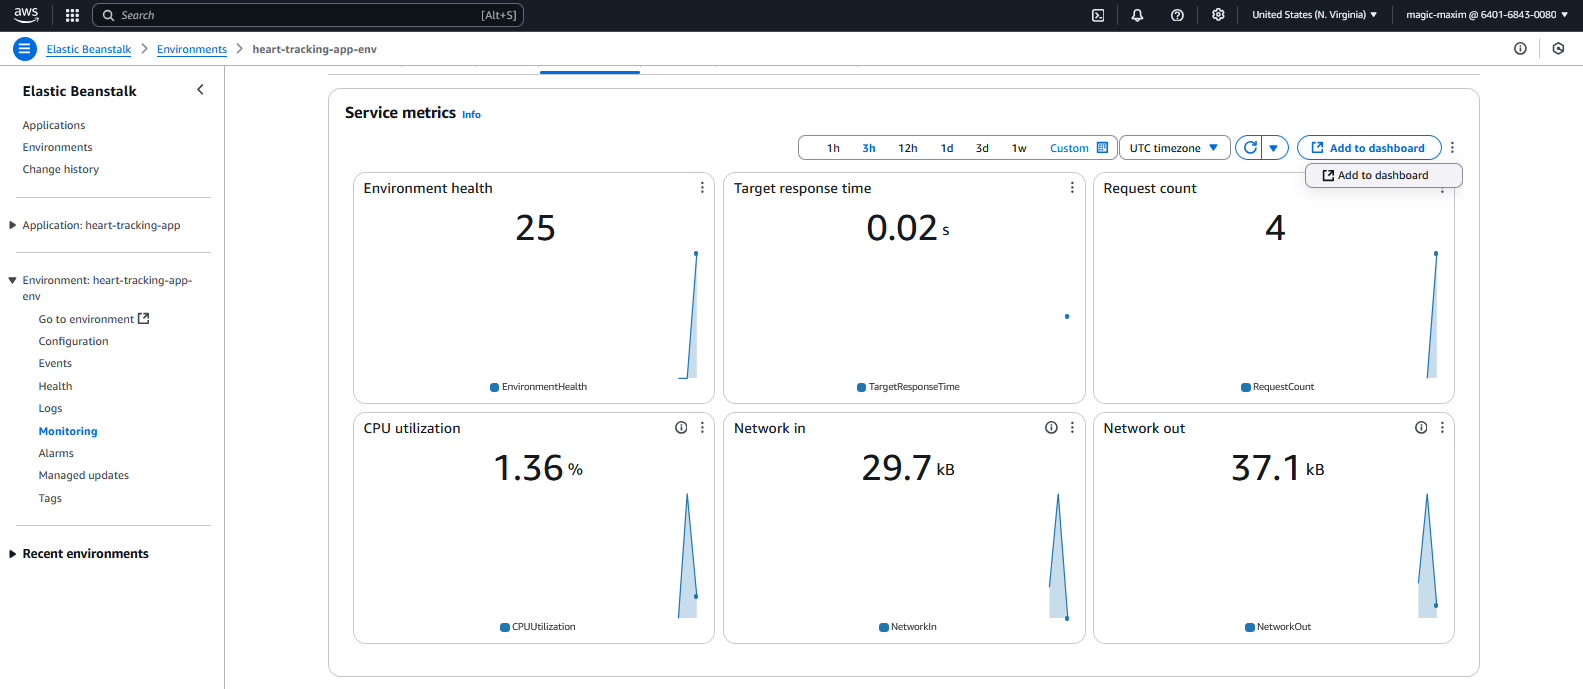 aws
Search [Alt+S]
United States (N. Virginia)
magic-maxim @ 6401-6843-0080
Elastic Beanstalk
Environments
heart-tracking-app-env
Elastic Beanstalk
Applications
Environments
Change history
Application: heart-tracking-app
Environment: heart-tracking-app-
env
Go to environment
Configuration
Events
Health
Logs
Monitoring
Alarms
Managed updates
Tags
Recent environments
Service metrics Info
1h 3h 12h 1d 3d 1w Custom
UTC timezone
Add to dashboard
Add to dashboard
Environment health
25
EnvironmentHealth
Target response time
0.02 s
TargetResponseTime
Request count
4
RequestCount
CPU utilization
1.36 %
CPUUtilization
Network in
29.7 kB
NetworkIn
Network out
37.1 kB
NetworkOut